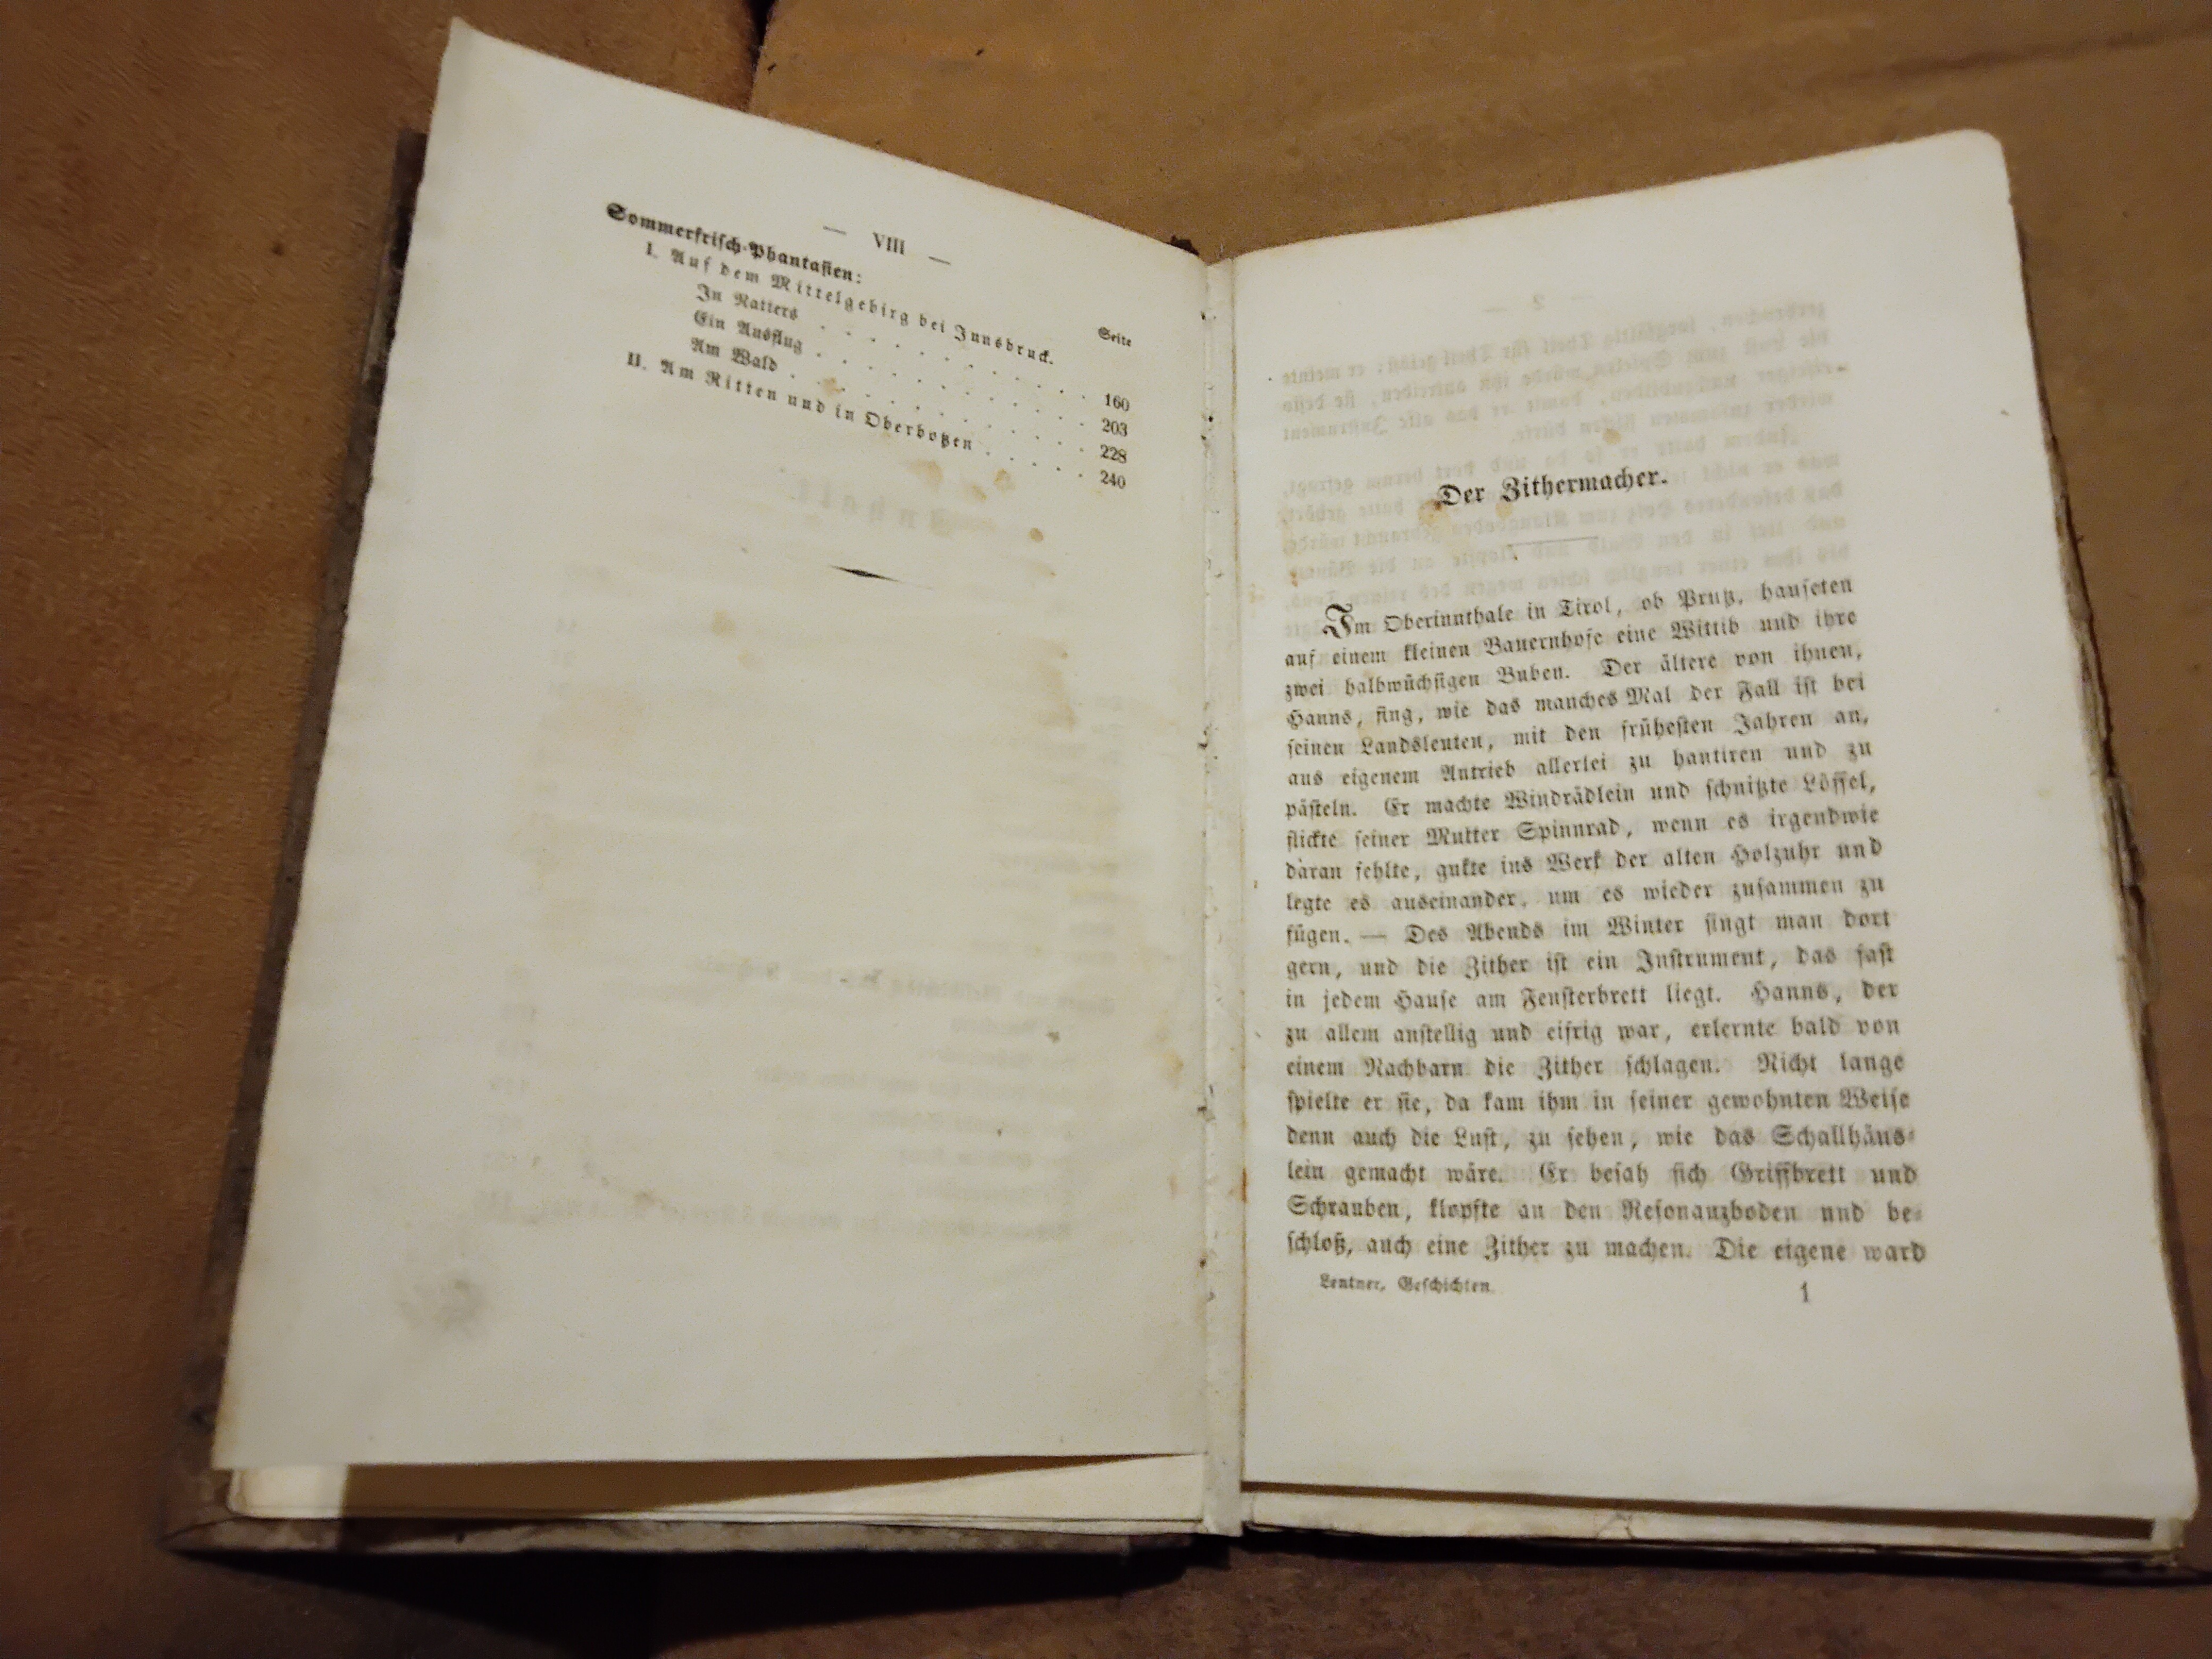 — VIII —
Seite
Sommerfrisch-Phantasien:
I. Auf dem Mittelgebirg bei Innsbruck.
In Natters . . . . . . . . . . . 160
Ein Ausflug . . . . . . . . . . . 203
Am Wald . . . . . . . . . . . . 228
II. Am Ritten und in Oberbotzen . . . . . 240
Der Zithermacher.
Im Oberinnthale in Tirol, ob Prutz, hauseten
auf einem kleinen Bauernhofe eine Wittib und ihre
zwei halbwüchsigen Buben. Der ältere von ihnen,
Hanns, fing, wie das manches Mal der Fall ist bei
seinen Landsleuten, mit den frühesten Jahren an,
aus eigenem Antrieb allerlei zu hantiren und zu
pästeln. Er machte Windrädlein und schnitzte Löffel,
flickte seiner Mutter Spinnrad, wenn es irgendwie
daran fehlte, gukte ins Werk der alten Holzuhr und
legte es auseinander, um es wieder zusammen zu
fügen. — Des Abends im Winter singt man dort
gern, und die Zither ist ein Instrument, das fast
in jedem Hause am Fensterbrett liegt. Hanns, der
zu allem anstellig und eifrig war, erlernte bald von
einem Nachbarn die Zither schlagen. Nicht lange
spielte er sie, da kam ihm in seiner gewohnten Weise
denn auch die Lust, zu sehen, wie das Schallhäus-
lein gemacht wäre. Er besah sich Griffbrett und
Schrauben, klopfte an den Resonanzboden und be-
schloß, auch eine Zither zu machen. Die eigene ward
Lentner, Geschichten. 1